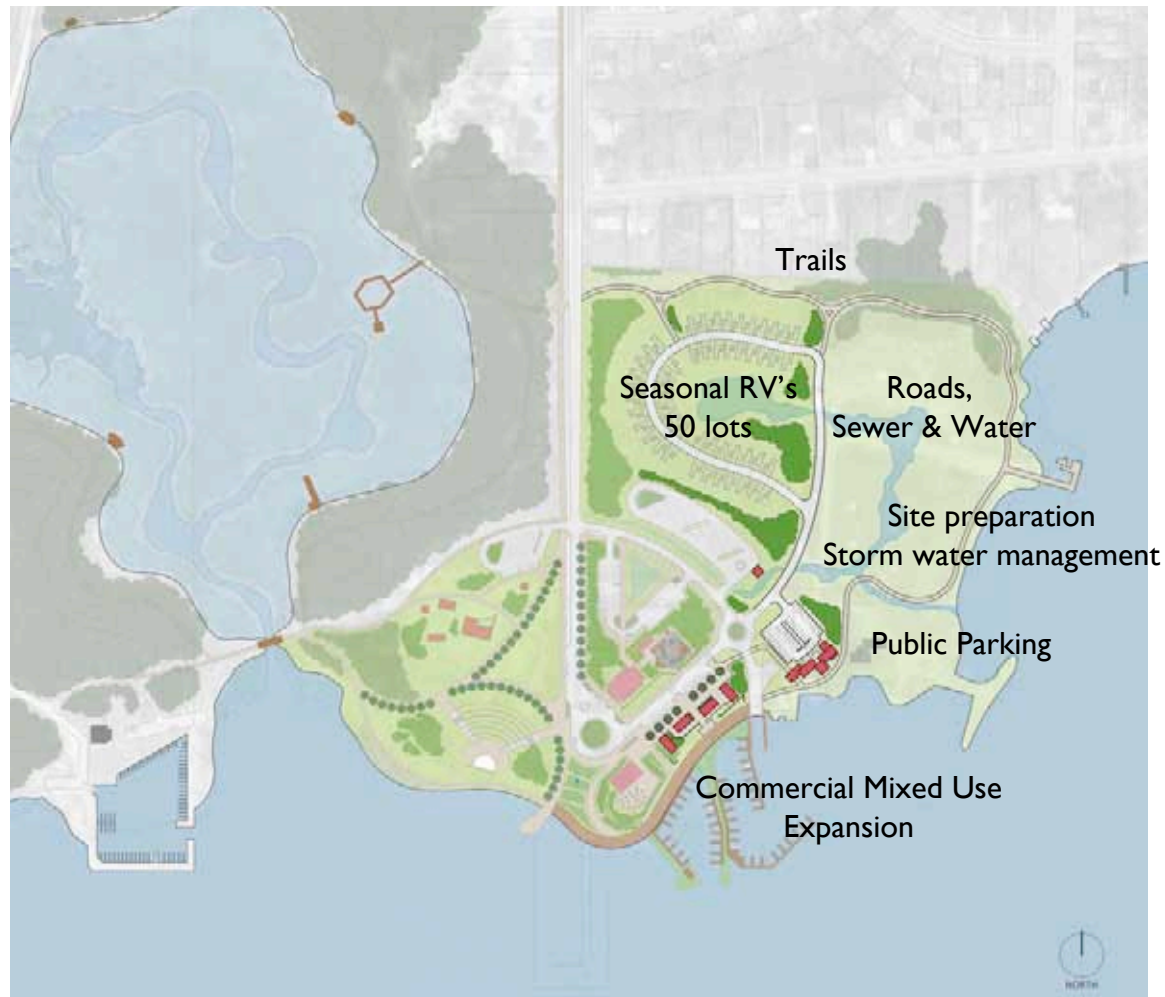 Trails
Seasonal RV's
50 lots
Roads,
Sewer & Water
Site preparation
Storm water management
Public Parking
Commercial Mixed Use
Expansion
NORTH